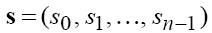 s = (s₀, s₁, …, sₙ₋₁)